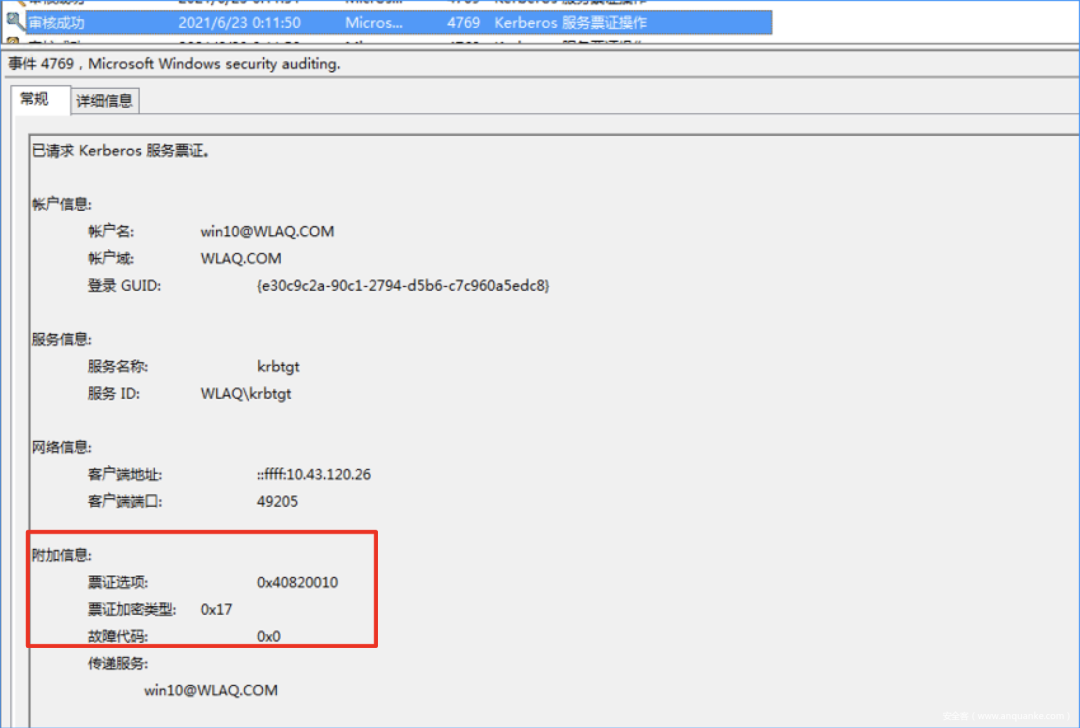 审核成功 2021/6/23 0:11:50 Micros... 4769 Kerberos 服务票证操作
事件 4769，Microsoft Windows security auditing.
常规 详细信息
已请求 Kerberos 服务票证。
帐户信息:
帐户名: win10@WLAQ.COM
帐户域: WLAQ.COM
登录 GUID: {e30c9c2a-90c1-2794-d5b6-c7c960a5edc8}
服务信息:
服务名称: krbtgt
服务 ID: WLAQ\krbtgt
网络信息:
客户端地址: ::ffff:10.43.120.26
客户端端口: 49205
附加信息:
票证选项: 0x40820010
票证加密类型: 0x17
故障代码: 0x0
传递服务:
win10@WLAQ.COM
安全客 ( www.anquanke.com )